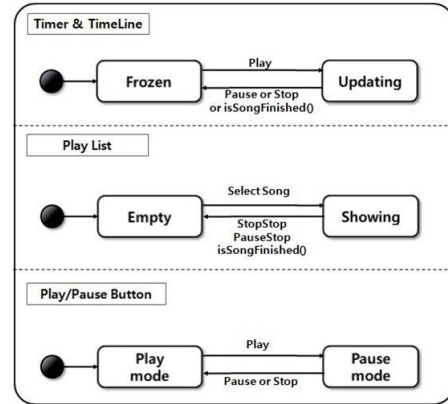 Timer & TimeLine
Frozen
Play
Updating
Pause or Stop
or isSongFinished()
Play List
Empty
Select Song
Showing
StopStop
PauseStop
isSongFinished()
Play/Pause Button
Play
mode
Play
Pause
mode
Pause or Stop